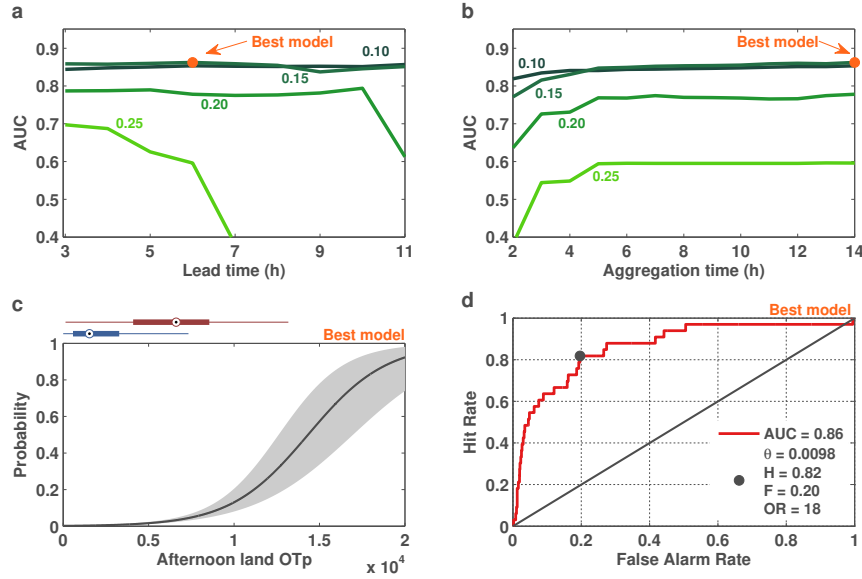 a
Best model
0.10
0.15
0.20
0.25
AUC
0.9
0.8
0.7
0.6
0.5
0.4
3 5 7 9 11
Lead time (h)
b
Best model
0.10
0.15
0.20
0.25
AUC
0.9
0.8
0.7
0.6
0.5
0.4
2 4 6 8 10 12 14
Aggregation time (h)
c
Best model
Probability
1
0.8
0.6
0.4
0.2
0
0 0.5 1 1.5 2
Afternoon land OTp
x 10^4
d
Best model
Hit Rate
1
0.8
0.6
0.4
0.2
0
0 0.2 0.4 0.6 0.8 1
False Alarm Rate
AUC = 0.86
θ = 0.0098
H = 0.82
F = 0.20
OR = 18